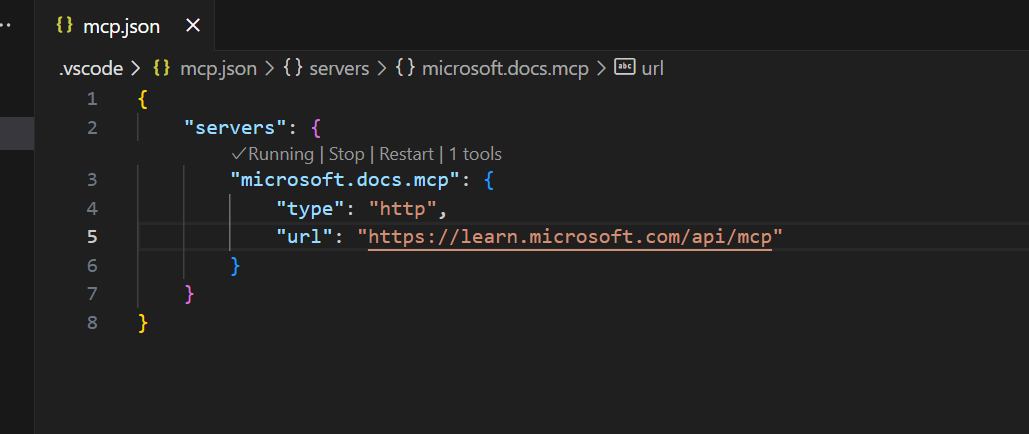 {} mcp.json ×
.vscode > {} mcp.json > {} servers > {} microsoft.docs.mcp > abc url
1 {
2     "servers": {
✓Running | Stop | Restart | 1 tools
3         "microsoft.docs.mcp": {
4             "type": "http",
5             "url": "https://learn.microsoft.com/api/mcp"
6         }
7     }
8 }